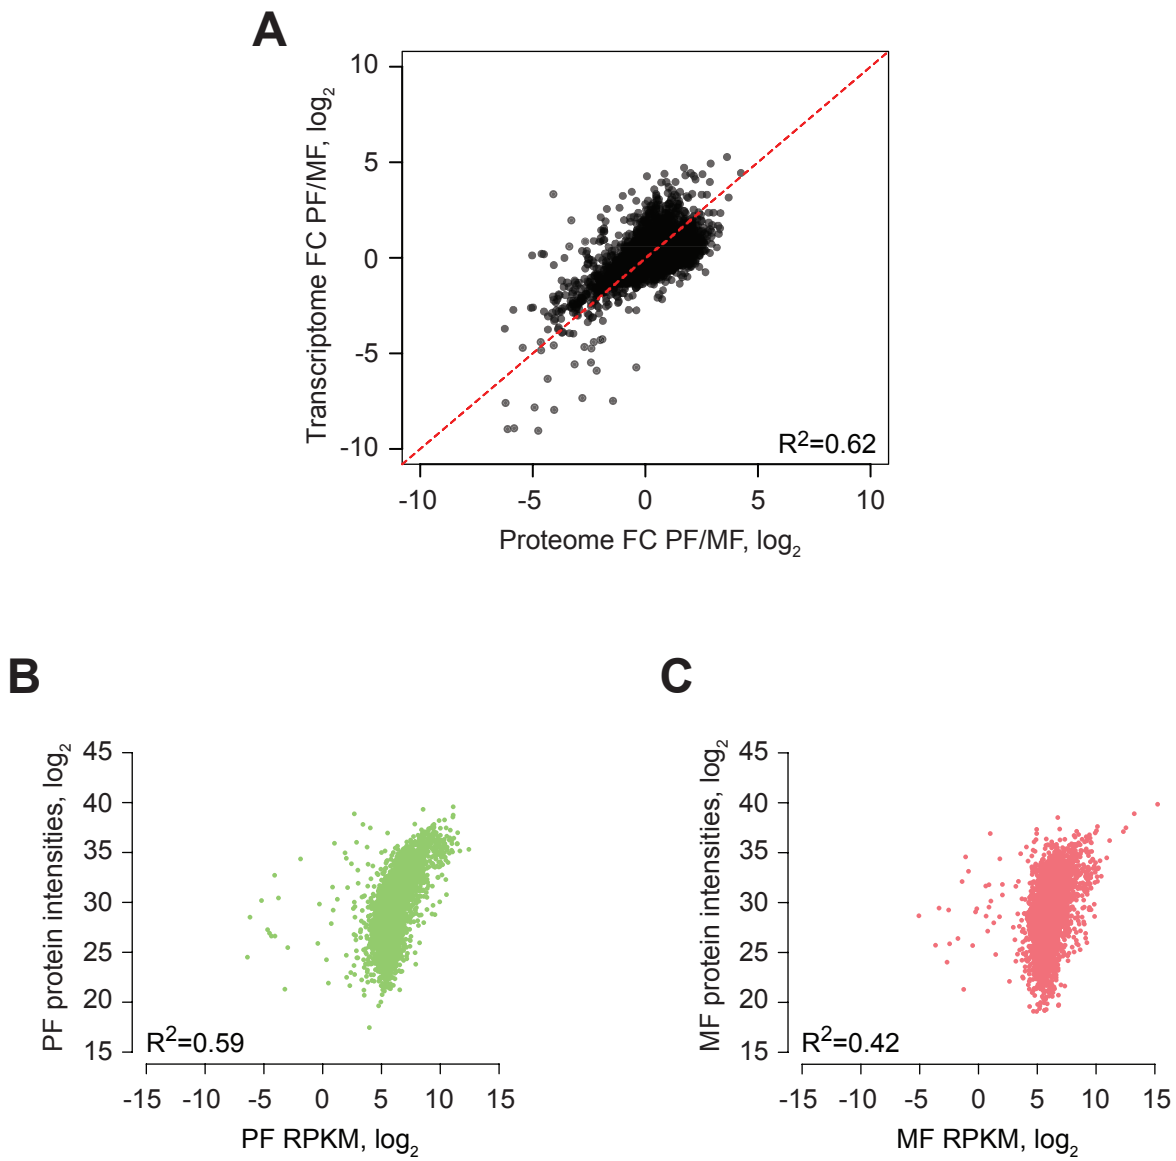 A
Transcriptome FC PF/MF, log₂
10
5
0
-5
-10
R²=0.62
-10 -5 0 5 10
Proteome FC PF/MF, log₂
B
PF protein intensities, log₂
45
40
35
30
25
20
15
R²=0.59
-15 -10 -5 0 5 10 15
PF RPKM, log₂
C
MF protein intensities, log₂
45
40
35
30
25
20
15
R²=0.42
-15 -10 -5 0 5 10 15
MF RPKM, log₂